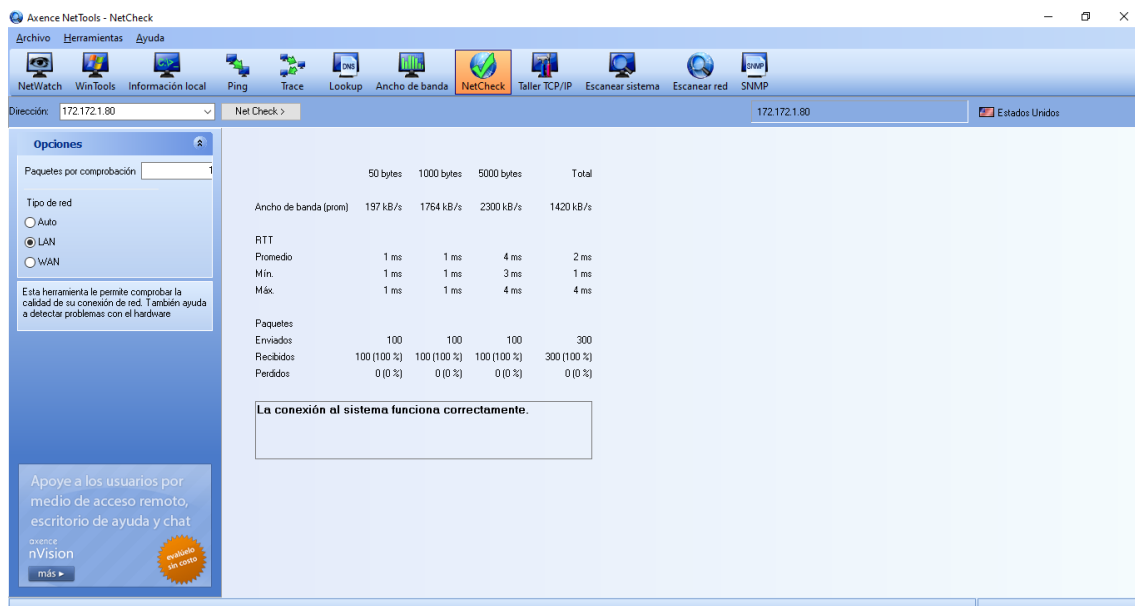 Axence NetTools - NetCheck
Archivo Herramientas Ayuda
NetWatch WinTools Información local Ping Trace Lookup Ancho de banda NetCheck Taller TCP/IP Escanear sistema Escanear red SNMP
DNS
SNMP
Dirección: 172.172.1.80 Net Check > 172.172.1.80 Estados Unidos
Opciones
Paquetes por comprobación 1
Tipo de red
Auto
LAN
WAN
Esta herramienta le permite comprobar la
calidad de su conexión de red. También ayuda
a detectar problemas con el hardware
50 bytes 1000 bytes 5000 bytes Total
Ancho de banda (prom) 197 kB/s 1764 kB/s 2300 kB/s 1420 kB/s
RTT
Promedio 1 ms 1 ms 4 ms 2 ms
Mín. 1 ms 1 ms 3 ms 1 ms
Máx. 1 ms 1 ms 4 ms 4 ms
Paquetes
Enviados 100 100 100 300
Recibidos 100 (100 %) 100 (100 %) 100 (100 %) 300 (100 %)
Perdidos 0 (0 %) 0 (0 %) 0 (0 %) 0 (0 %)
La conexión al sistema funciona correctamente.
Apoye a los usuarios por
medio de acceso remoto,
escritorio de ayuda y chat
axence
nVision
evalúelo
sin costo
más